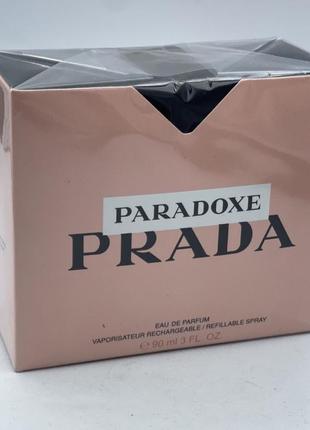 PARADOXE
PRADA
EAU DE PARFUM
VAPORISATEUR RECHARGEABLE / REFILLABLE SPRAY
℮ 90 ml 3 FL. OZ.